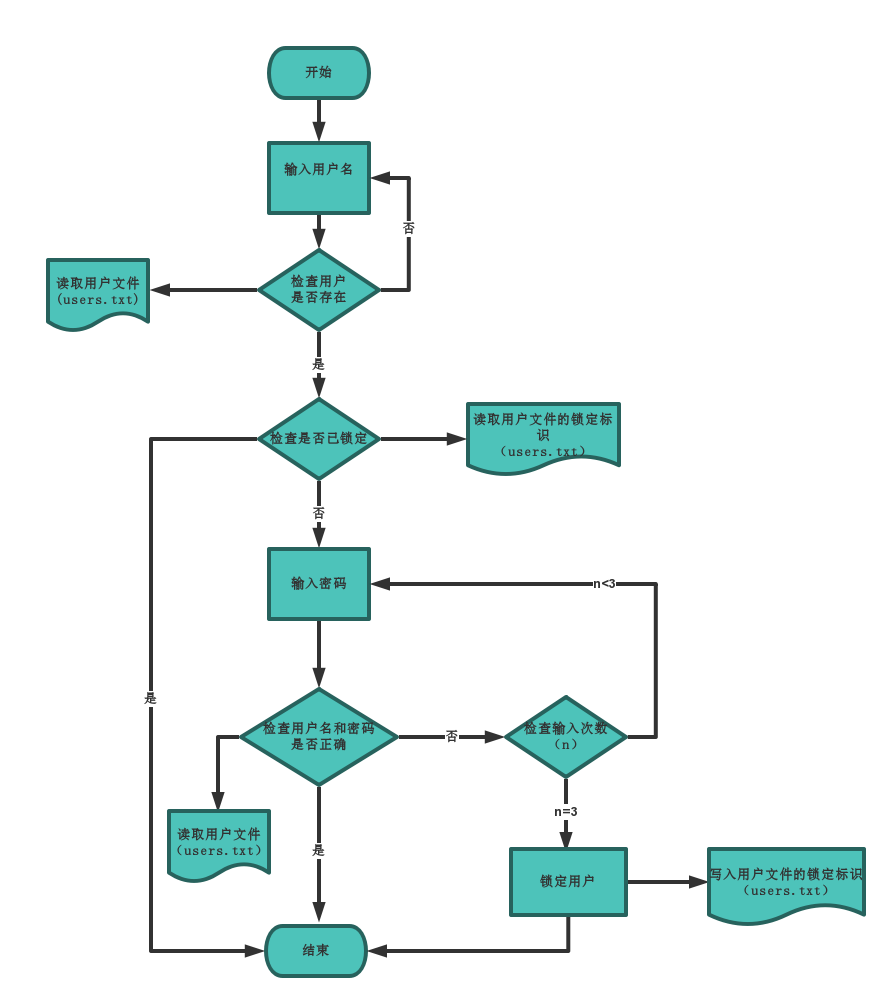 开始
输入用户名
否
检查用户
是否存在
读取用户文件
(users.txt)
是
检查是否已锁定
读取用户文件的锁定标
识
（users.txt）
否
输入密码
n<3
是
检查用户名和密码
是否正确
否
检查输入次数
（n）
n=3
读取用户文件
（users.txt）
是
锁定用户
写入用户文件的锁定标识
（users.txt）
结束